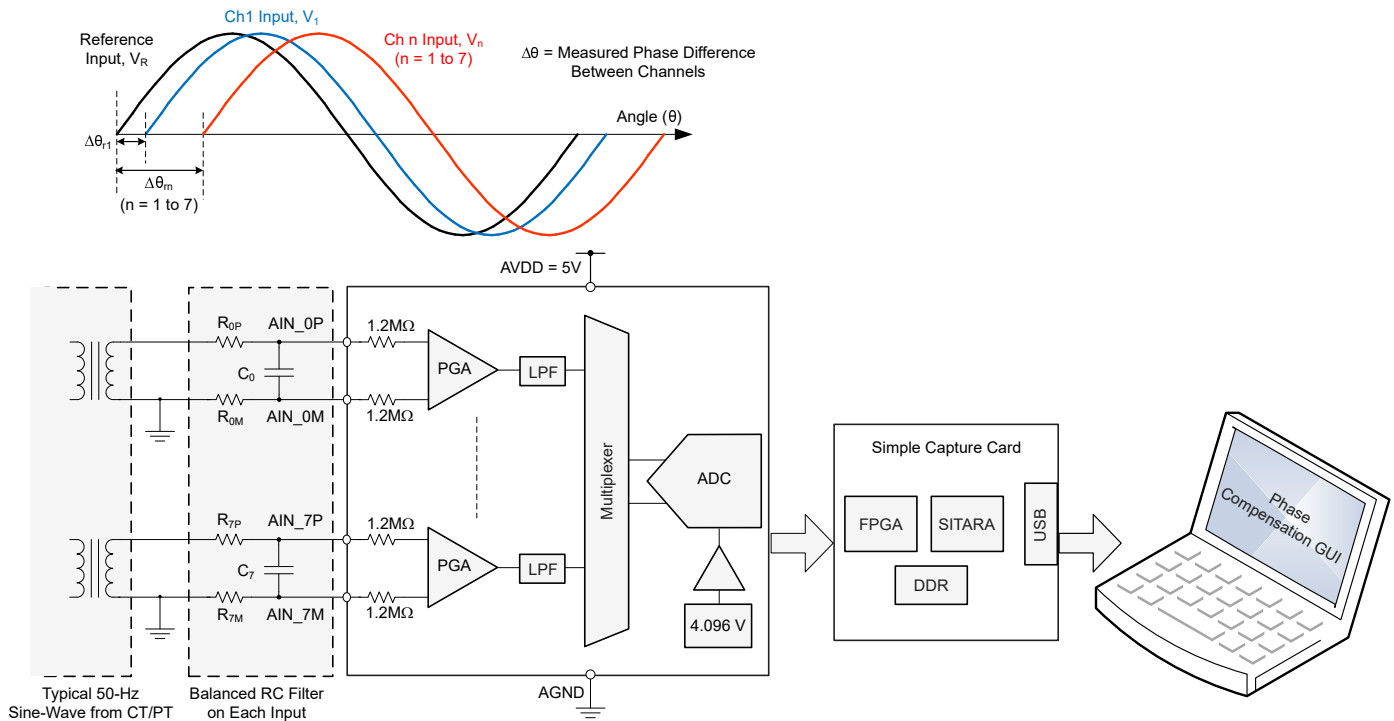 Reference
Input, V_R
Ch1 Input, V_1
Ch n Input, V_n
(n = 1 to 7)
Δθ = Measured Phase Difference
Between Channels
Angle (θ)
Δθ_r1
Δθ_rn
(n = 1 to 7)
AVDD = 5V
R_0P
AIN_0P
1.2MΩ
C_0
PGA
LPF
R_0M
AIN_0M
1.2MΩ
Multiplexer
ADC
R_7P
AIN_7P
1.2MΩ
C_7
PGA
LPF
R_7M
AIN_7M
1.2MΩ
4.096 V
AGND
Typical 50-Hz
Sine-Wave from CT/PT
Balanced RC Filter
on Each Input
Simple Capture Card
FPGA
SITARA
USB
DDR
Phase
Compensation GUI